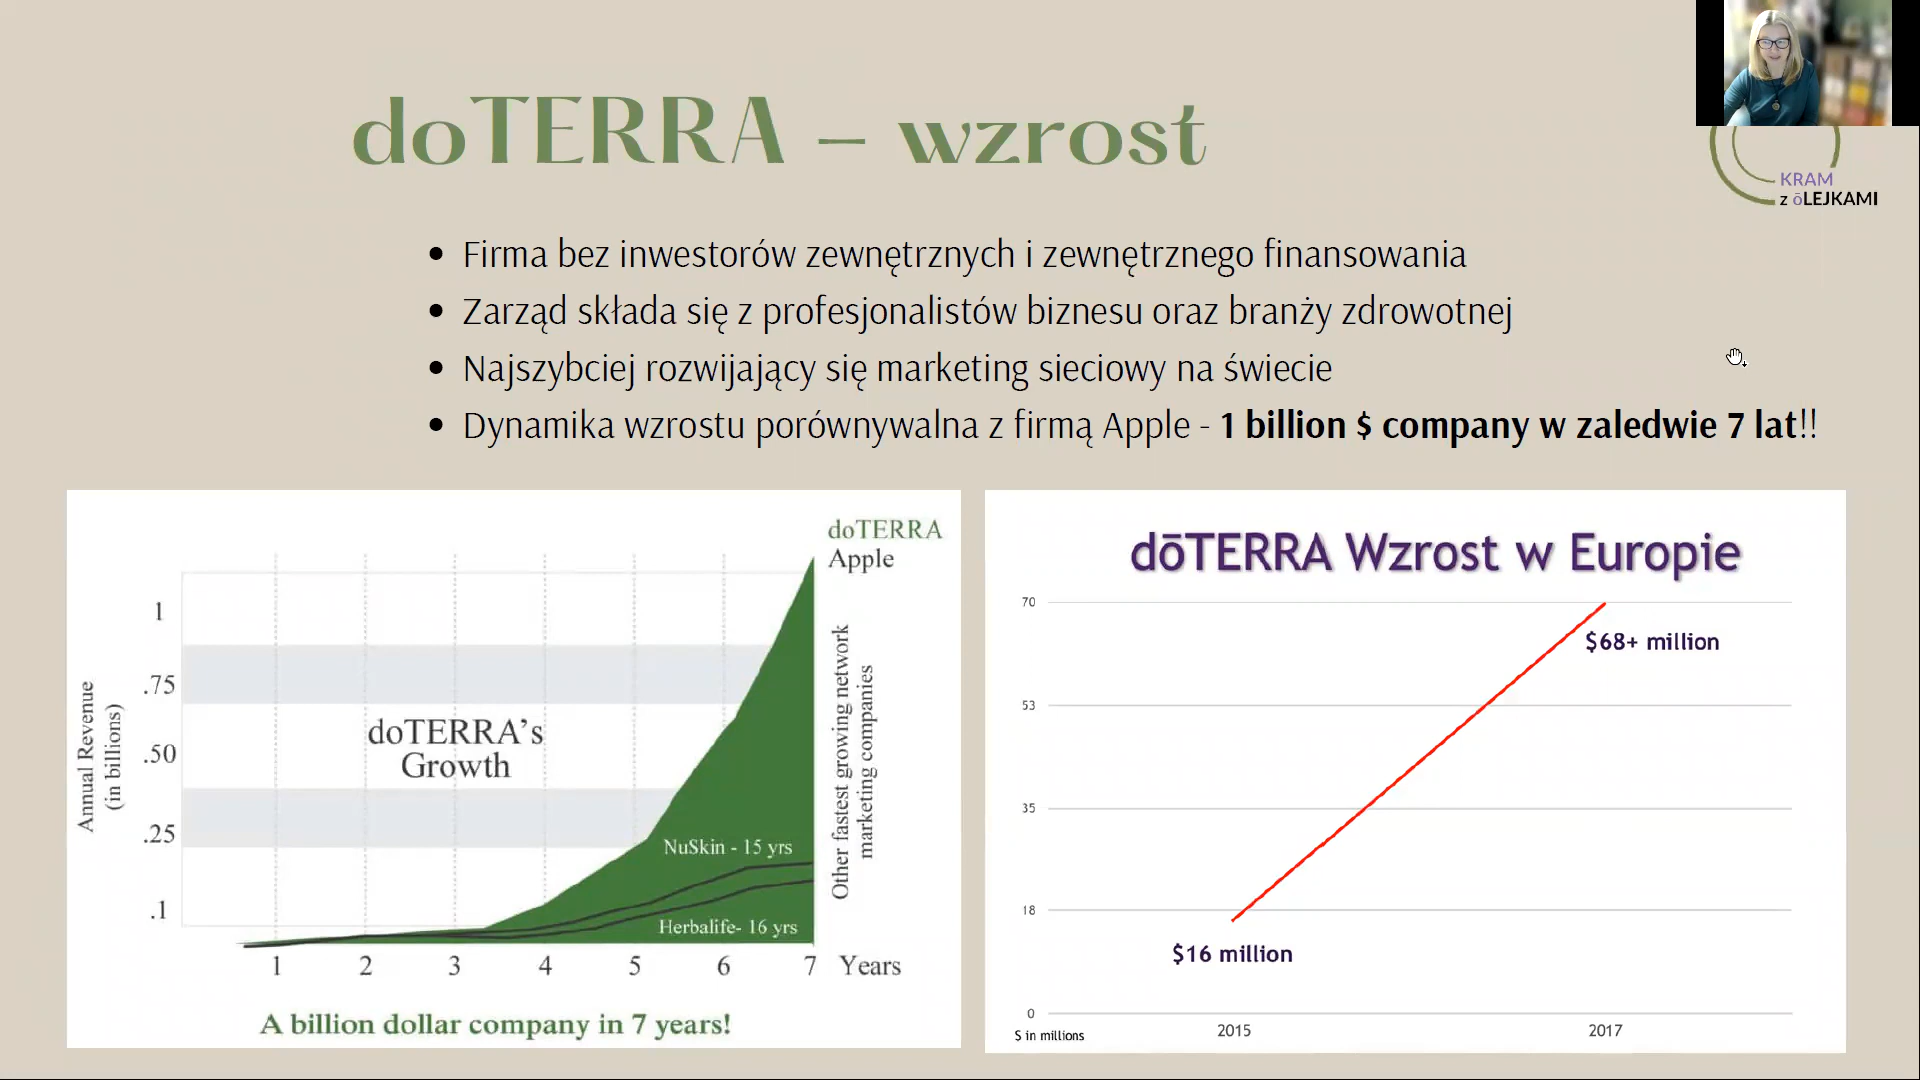 doTERRA – wzrost
KRAM
z ōLEJKAMI
• Firma bez inwestorów zewnętrznych i zewnętrznego finansowania
• Zarząd składa się z profesjonalistów biznesu oraz branży zdrowotnej
• Najszybciej rozwijający się marketing sieciowy na świecie
• Dynamika wzrostu porównywalna z firmą Apple - 1 billion $ company w zaledwie 7 lat!!
doTERRA
Apple
Annual Revenue
(in billions)
1
.75
.50
.25
.1
doTERRA's
Growth
NuSkin - 15 yrs
Herbalife- 16 yrs
Other fastest growing network
marketing companies
1 2 3 4 5 6 7 Years
A billion dollar company in 7 years!
dōTERRA Wzrost w Europie
70
53
35
18
0
$68+ million
$16 million
$ in millions
2015 2017